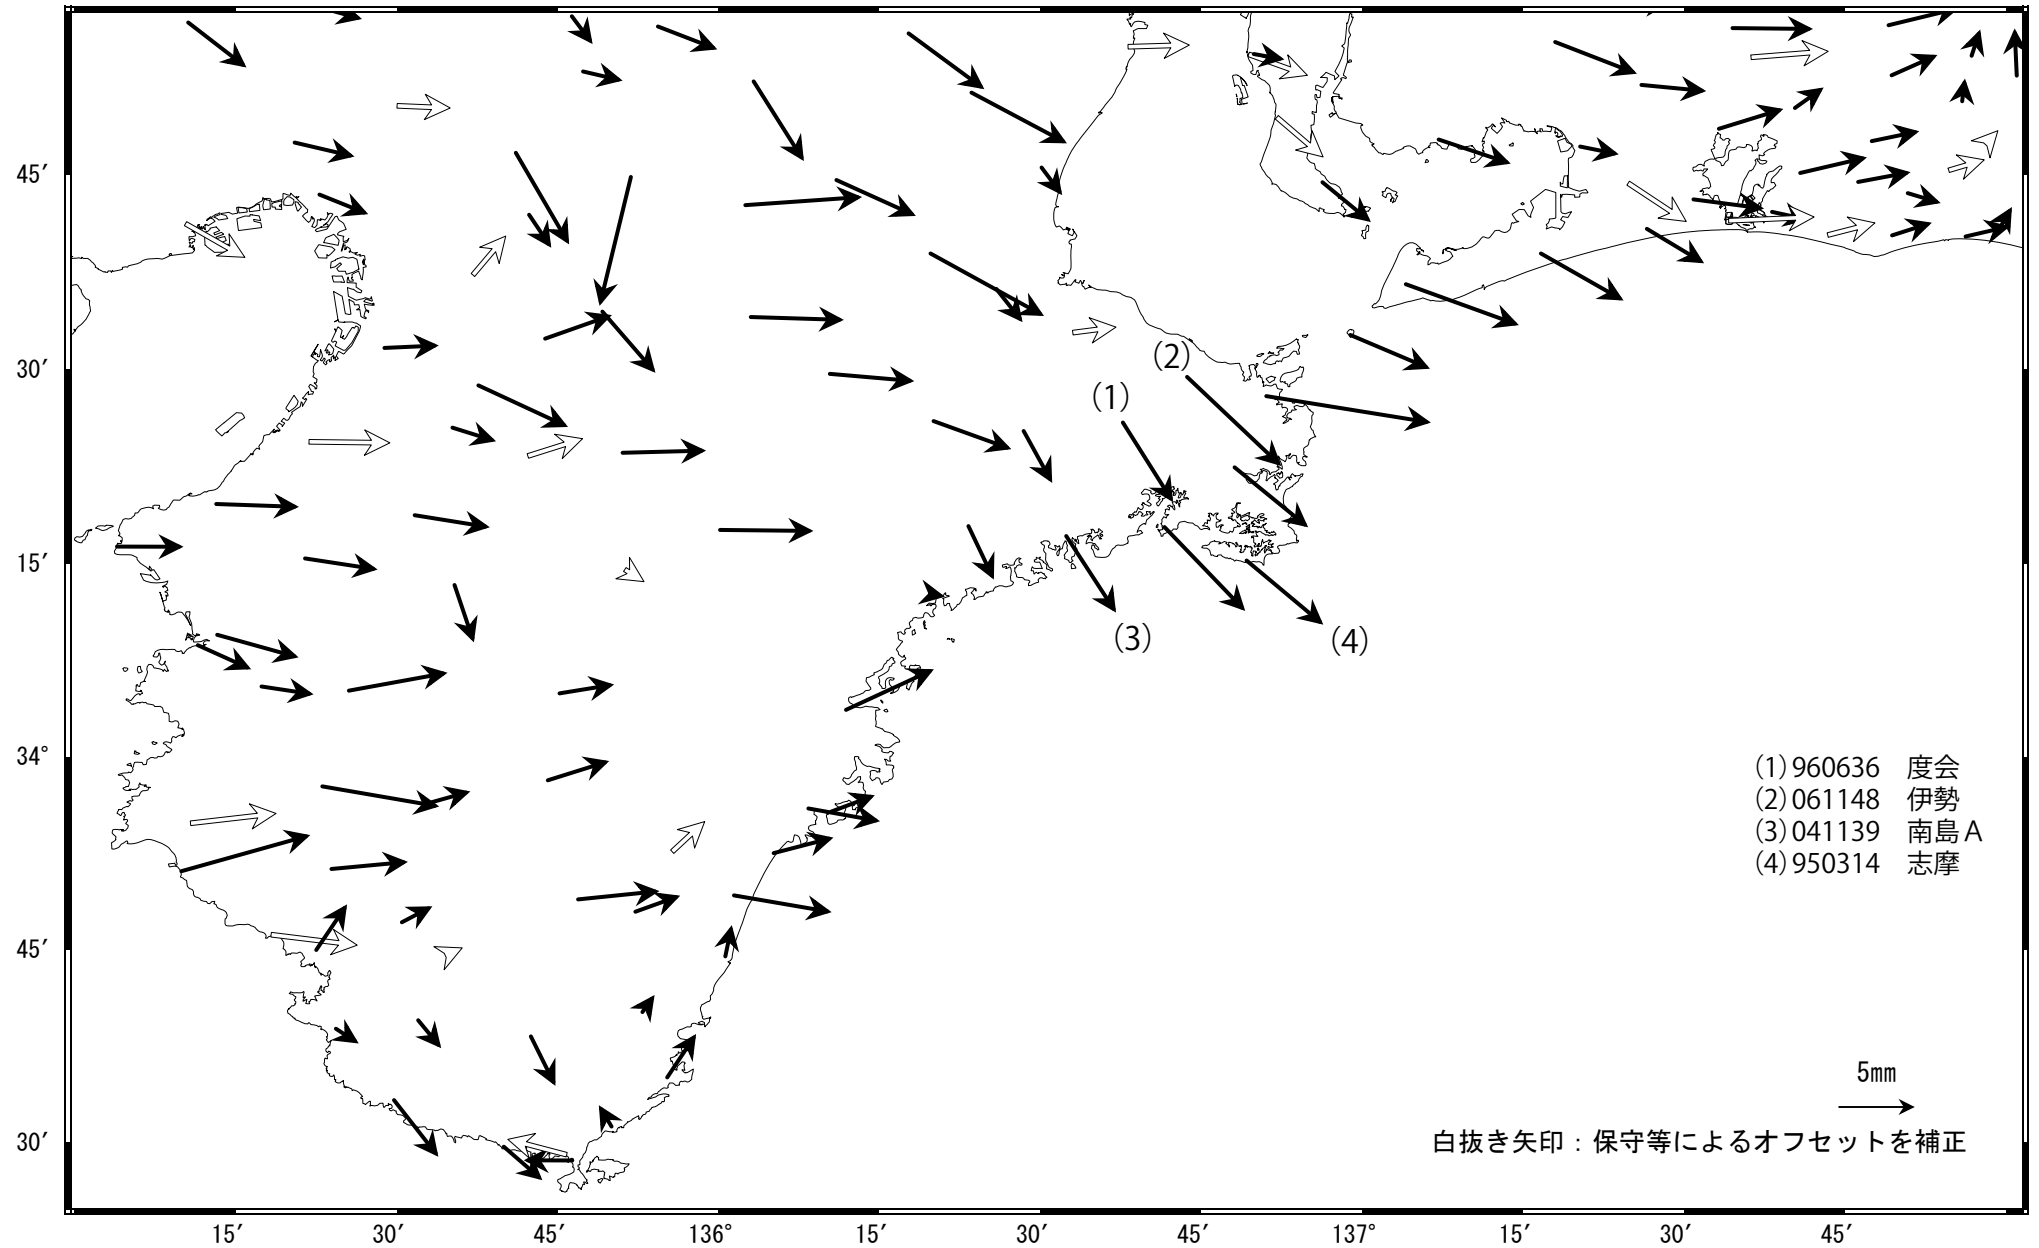 45′
30′
15′
34°
45′
30′
(2)
(1)
(3)
(4)
(1)960636　度会
(2)061148　伊勢
(3)041139　南島A
(4)950314　志摩
5mm
白抜き矢印：保守等によるオフセットを補正
15′ 30′ 45′ 136° 15′ 30′ 45′ 137° 15′ 30′ 45′